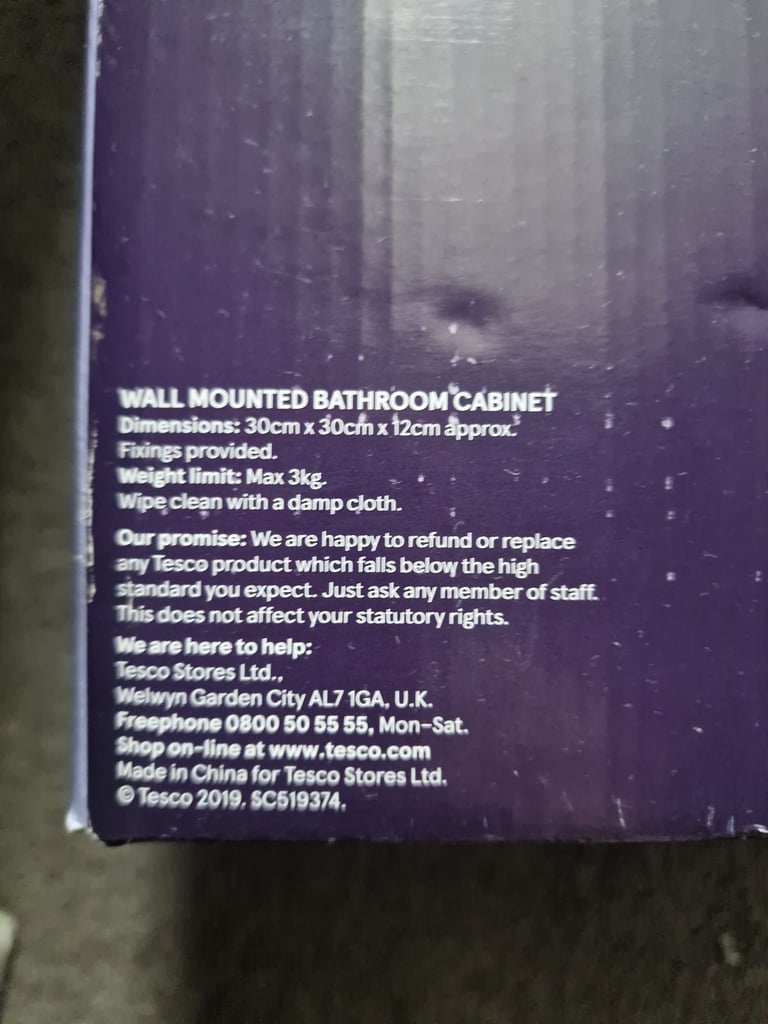 WALL MOUNTED BATHROOM CABINET
Dimensions: 30cm x 30cm x 12cm approx.
Fixings provided.
Weight limit: Max 3kg.
Wipe clean with a damp cloth.
Our promise: We are happy to refund or replace
any Tesco product which falls below the high
standard you expect. Just ask any member of staff.
This does not affect your statutory rights.
We are here to help:
Tesco Stores Ltd.,
Welwyn Garden City AL7 1GA, U.K.
Freephone 0800 50 55 55, Mon-Sat.
Shop on-line at www.tesco.com
Made in China for Tesco Stores Ltd.
© Tesco 2019. SC519374.